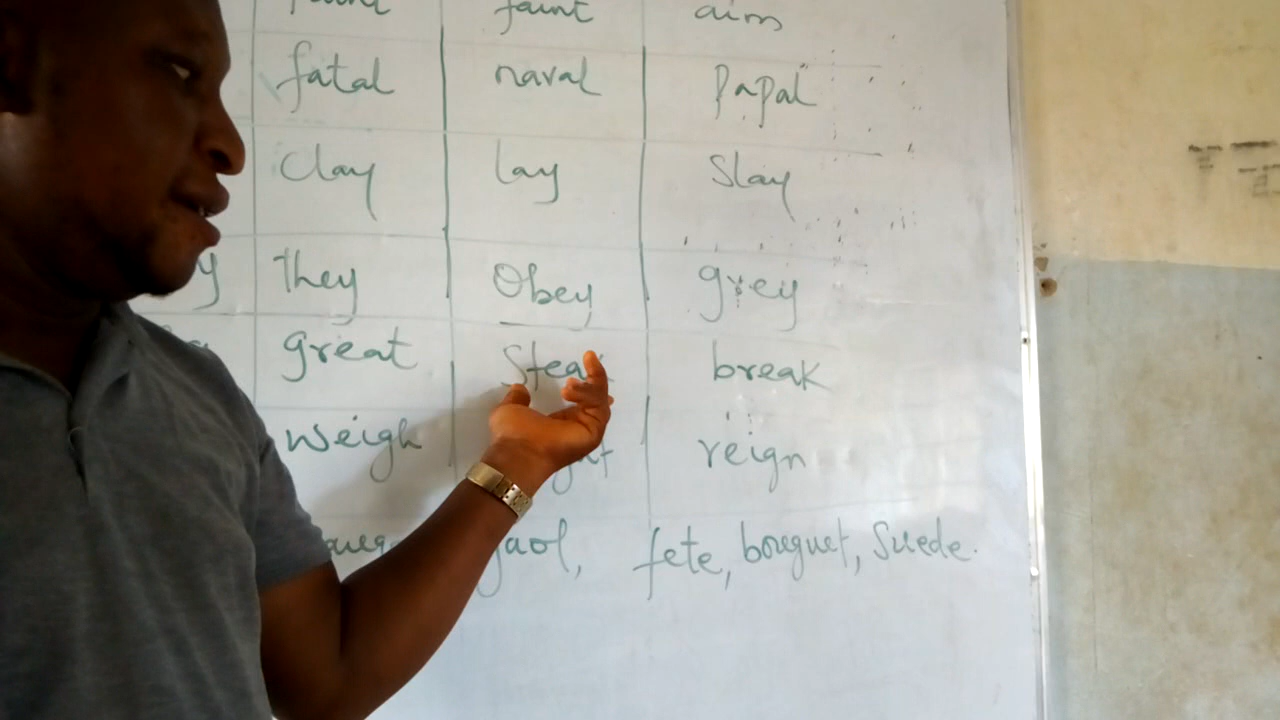 faint aim
fatal naval papal
clay lay Slay
they Obey grey
great Steak break
weigh reign
gaol, fete, bouquet, Suede.